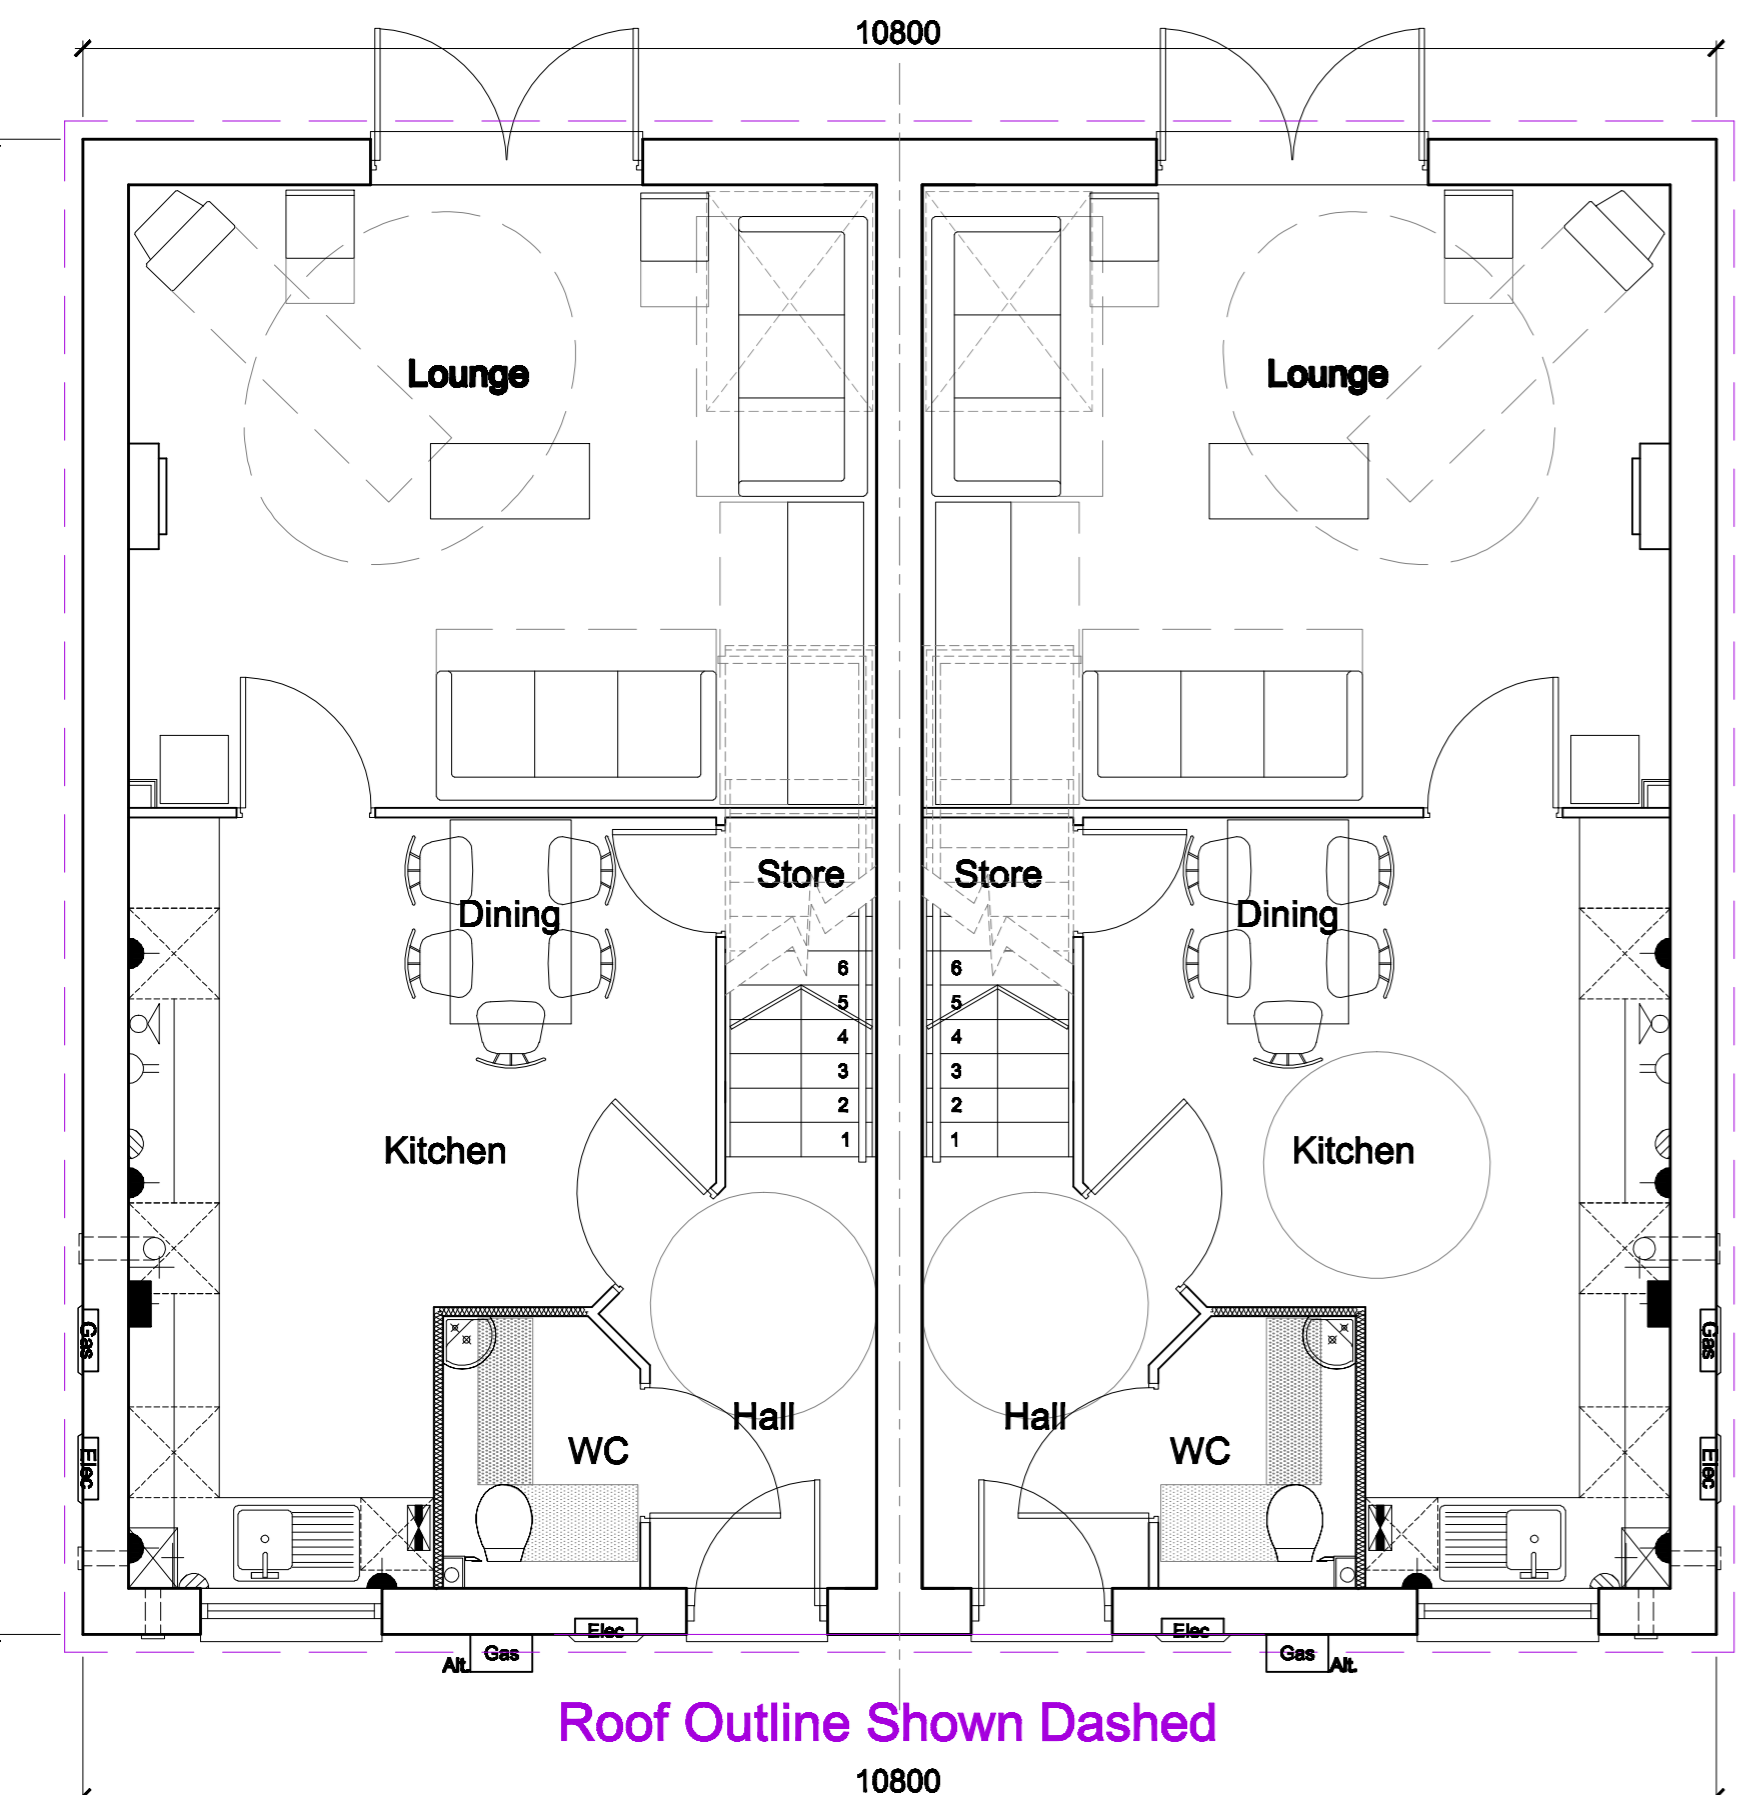 10800
Lounge
Lounge
Store
Store
Dining
Dining
6
6
5
5
4
4
3
3
2
2
1
1
Kitchen
Kitchen
Gas
Gas
Hall
Hall
WC
WC
Elec
Elec
Elec
Elec
Alt.
Gas
Gas
Alt.
Roof Outline Shown Dashed
10800